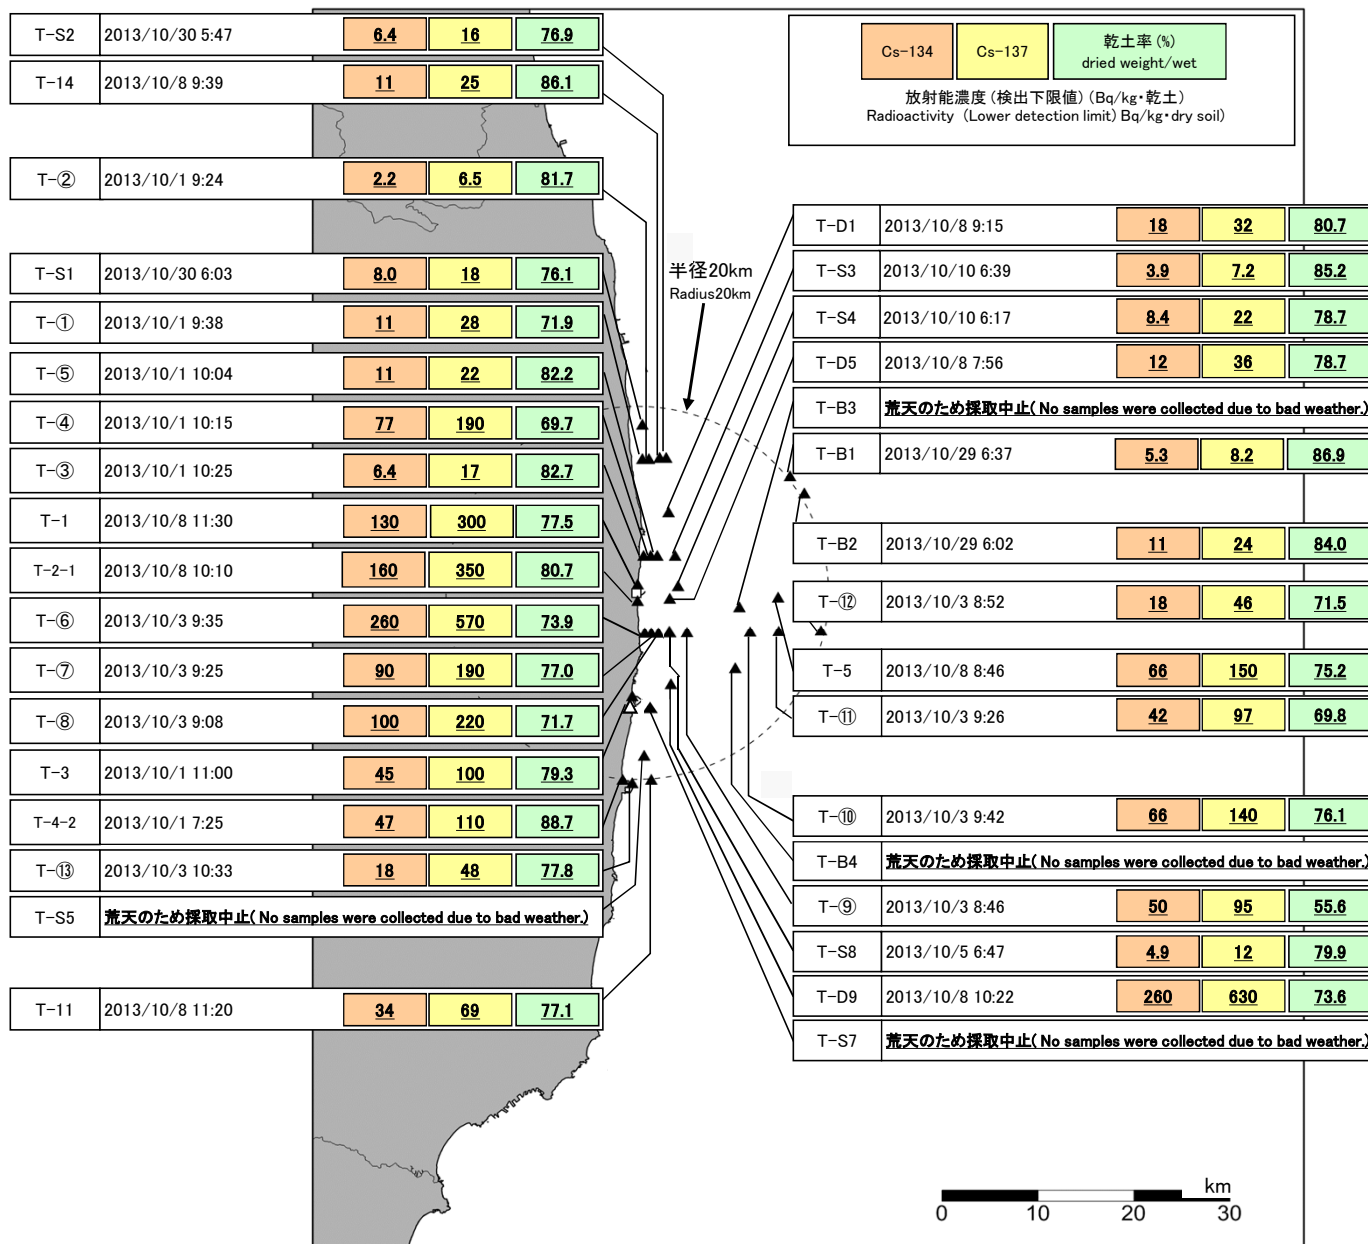 T-S2 2013/10/30 5:47 6.4 16 76.9
T-14 2013/10/8 9:39 11 25 86.1
T-② 2013/10/1 9:24 2.2 6.5 81.7
T-S1 2013/10/30 6:03 8.0 18 76.1
T-① 2013/10/1 9:38 11 28 71.9
T-⑤ 2013/10/1 10:04 11 22 82.2
T-④ 2013/10/1 10:15 77 190 69.7
T-③ 2013/10/1 10:25 6.4 17 82.7
T-1 2013/10/8 11:30 130 300 77.5
T-2-1 2013/10/8 10:10 160 350 80.7
T-⑥ 2013/10/3 9:35 260 570 73.9
T-⑦ 2013/10/3 9:25 90 190 77.0
T-⑧ 2013/10/3 9:08 100 220 71.7
T-3 2013/10/1 11:00 45 100 79.3
T-4-2 2013/10/1 7:25 47 110 88.7
T-⑬ 2013/10/3 10:33 18 48 77.8
T-S5 荒天のため採取中止( No samples were collected due to bad weather.)
T-11 2013/10/8 11:20 34 69 77.1
半径20km
Radius20km
Cs-134 Cs-137 乾土率(%)
dried weight/wet
放射能濃度(検出下限値)(Bq/kg・乾土)
Radioactivity (Lower detection limit) Bq/kg・dry soil)
T-D1 2013/10/8 9:15 18 32 80.7
T-S3 2013/10/10 6:39 3.9 7.2 85.2
T-S4 2013/10/10 6:17 8.4 22 78.7
T-D5 2013/10/8 7:56 12 36 78.7
T-B3 荒天のため採取中止( No samples were collected due to bad weather.)
T-B1 2013/10/29 6:37 5.3 8.2 86.9
T-B2 2013/10/29 6:02 11 24 84.0
T-⑫ 2013/10/3 8:52 18 46 71.5
T-5 2013/10/8 8:46 66 150 75.2
T-⑪ 2013/10/3 9:26 42 97 69.8
T-⑩ 2013/10/3 9:42 66 140 76.1
T-B4 荒天のため採取中止( No samples were collected due to bad weather.)
T-⑨ 2013/10/3 8:46 50 95 55.6
T-S8 2013/10/5 6:47 4.9 12 79.9
T-D9 2013/10/8 10:22 260 630 73.6
T-S7 荒天のため採取中止( No samples were collected due to bad weather.)
km
0 10 20 30